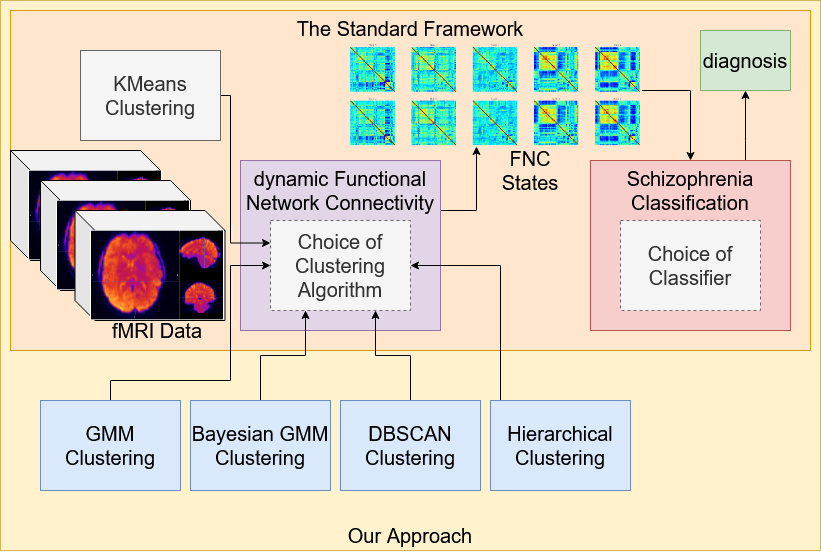 The Standard Framework
KMeans
Clustering
diagnosis
FNC
States
dynamic Functional
Network Connectivity
Choice of
Clustering
Algorithm
Schizophrenia
Classification
Choice of
Classifier
fMRI Data
GMM
Clustering
Bayesian GMM
Clustering
DBSCAN
Clustering
Hierarchical
Clustering
Our Approach